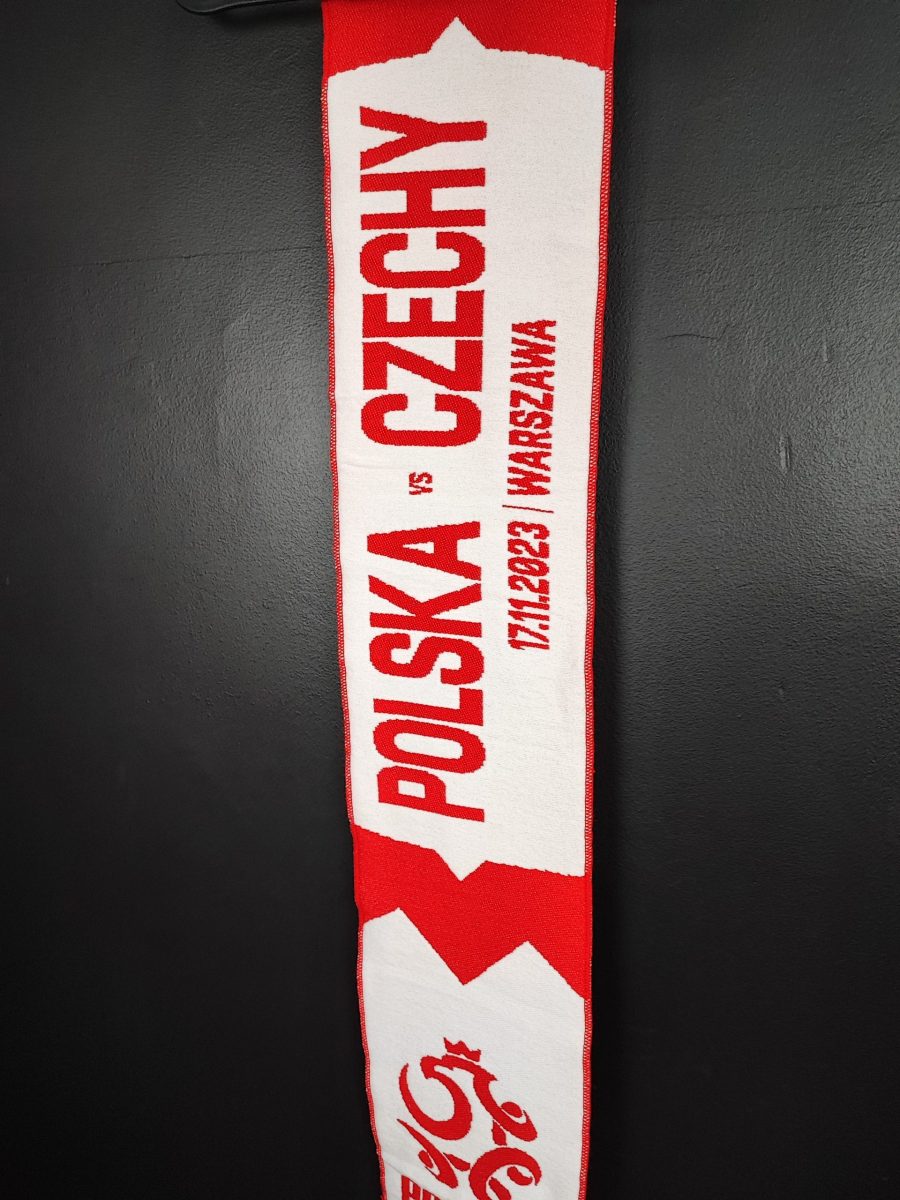 POLSKA vs CZECHY
17.11.2023 | WARSZAWA